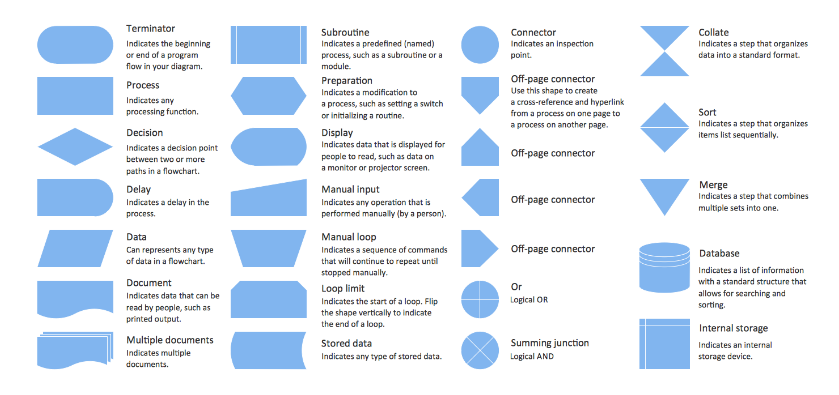 Terminator
Indicates the beginning
or end of a program
flow in your diagram.
Process
Indicates any
processing function.
Decision
Indicates a decision point
between two or more
paths in a flowchart.
Delay
Indicates a delay in the
process.
Data
Can represents any type
of data in a flowchart.
Document
Indicates data that can be
read by people, such as
printed output.
Multiple documents
Indicates multiple
documents.
Subroutine
Indicates a predefined (named)
process, such as a subroutine or a
module.
Preparation
Indicates a modification to
a process, such as setting a switch
or initializing a routine.
Display
Indicates data that is displayed for
people to read, such as data on
a monitor or projector screen.
Manual input
Indicates any operation that is
performed manually (by a person).
Manual loop
Indicates a sequence of commands
that will continue to repeat until
stopped manually.
Loop limit
Indicates the start of a loop. Flip
the shape vertically to indicate
the end of a loop.
Stored data
Indicates any type of stored data.
Connector
Indicates an inspection
point.
Off-page connector
Use this shape to create
a cross-reference and hyperlink
from a process on one page to
a process on another page.
Off-page connector
Off-page connector
Off-page connector
Or
Logical OR
Summing junction
Logical AND
Collate
Indicates a step that organizes
data into a standard format.
Sort
Indicates a step that organizes
items list sequentially.
Merge
Indicates a step that combines
multiple sets into one.
Database
Indicates a list of information
with a standard structure that
allows for searching and
sorting.
Internal storage
Indicates an internal
storage device.